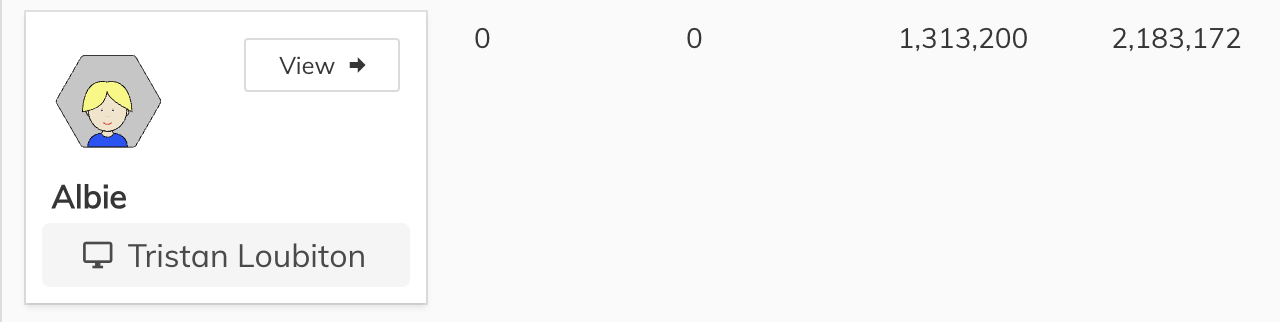 View
0 0 1,313,200 2,183,172
Albie
Tristan Loubiton